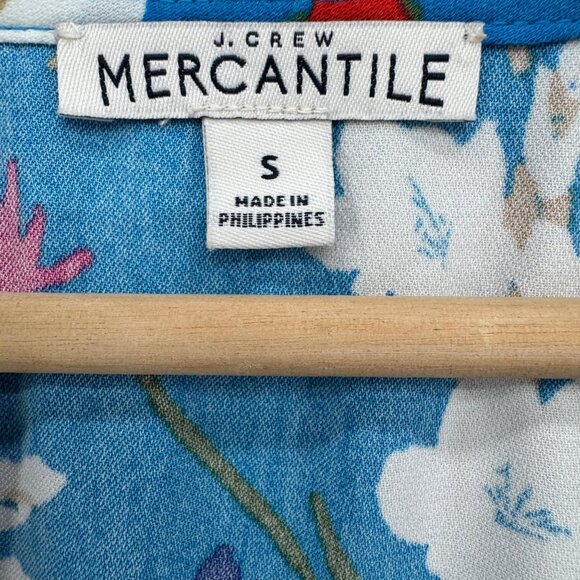 J. CREW
MERCANTILE
S
MADE IN
PHILIPPINES